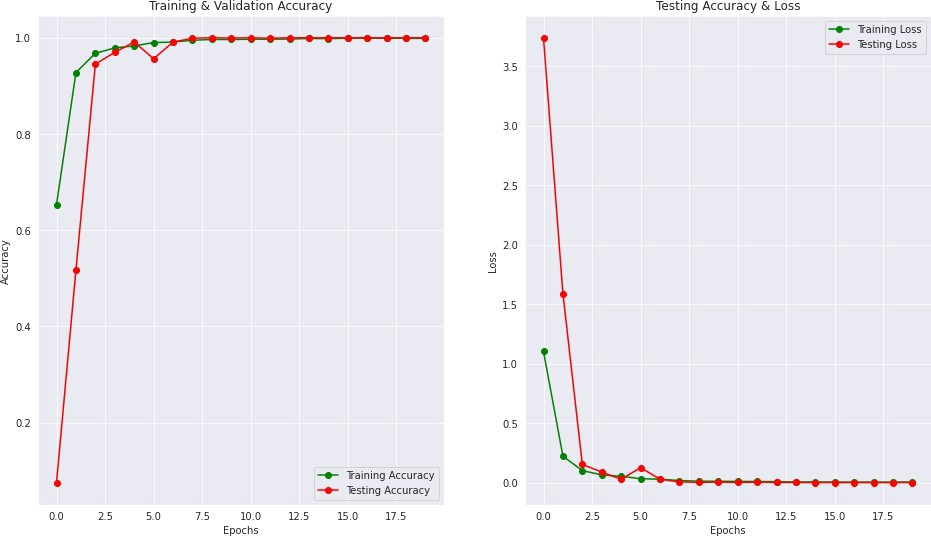 Training & Validation Accuracy
1.0
0.8
0.6
0.4
0.2
Accuracy
0.0 2.5 5.0 7.5 10.0 12.5 15.0 17.5
Epochs
Training Accuracy
Testing Accuracy
Testing Accuracy & Loss
Training Loss
Testing Loss
3.5
3.0
2.5
2.0
1.5
1.0
0.5
0.0
Loss
0.0 2.5 5.0 7.5 10.0 12.5 15.0 17.5
Epochs